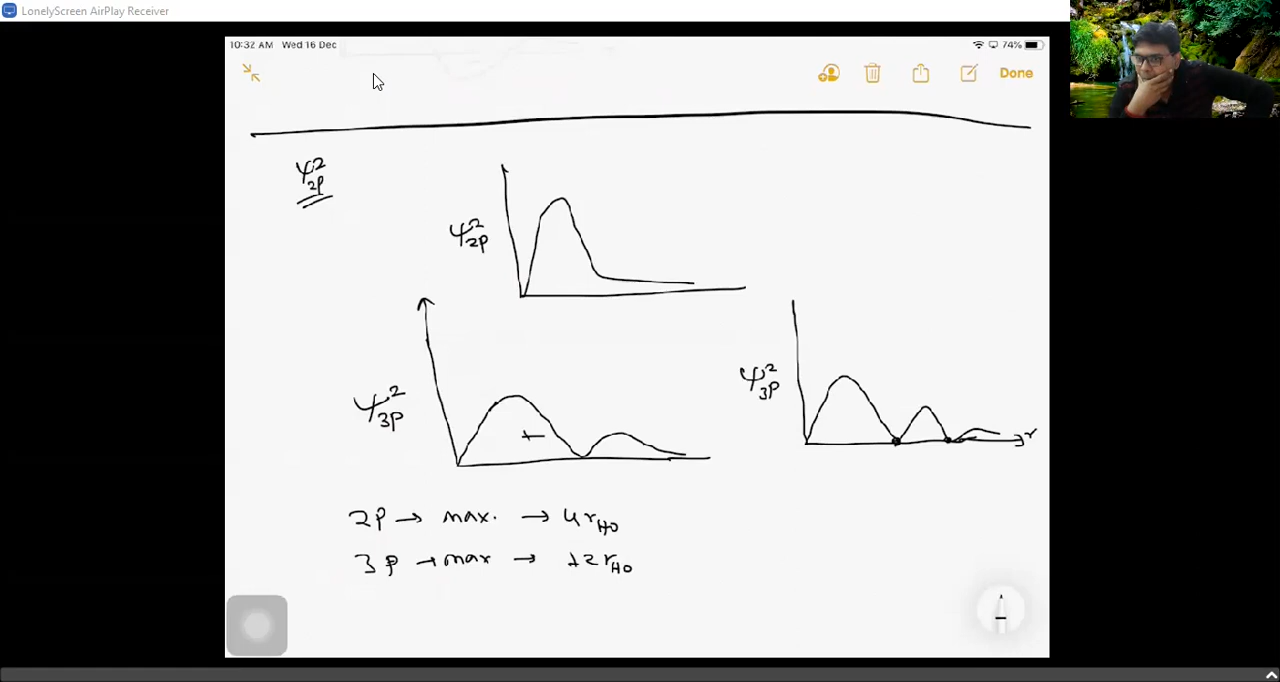 LonelyScreen AirPlay Receiver
10:32 AM Wed 16 Dec
74%
Done
ψ²2p
ψ²2p
ψ²3p
ψ²3p
r
2p → max. → 4rH0
3p → max → 12rH0